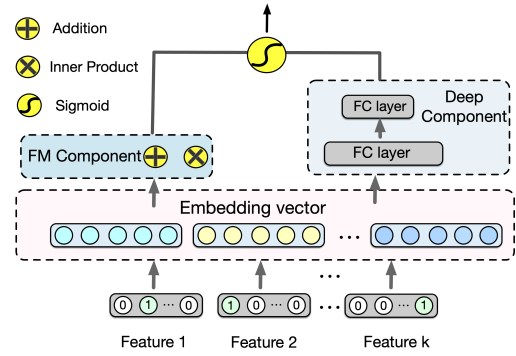 Addition
Inner Product
Sigmoid
FM Component
FC layer
Deep
Component
FC layer
Embedding vector
...
...
0 1 ... 0
1 0 ... 0
...
0 0 ... 1
Feature 1
Feature 2
Feature k